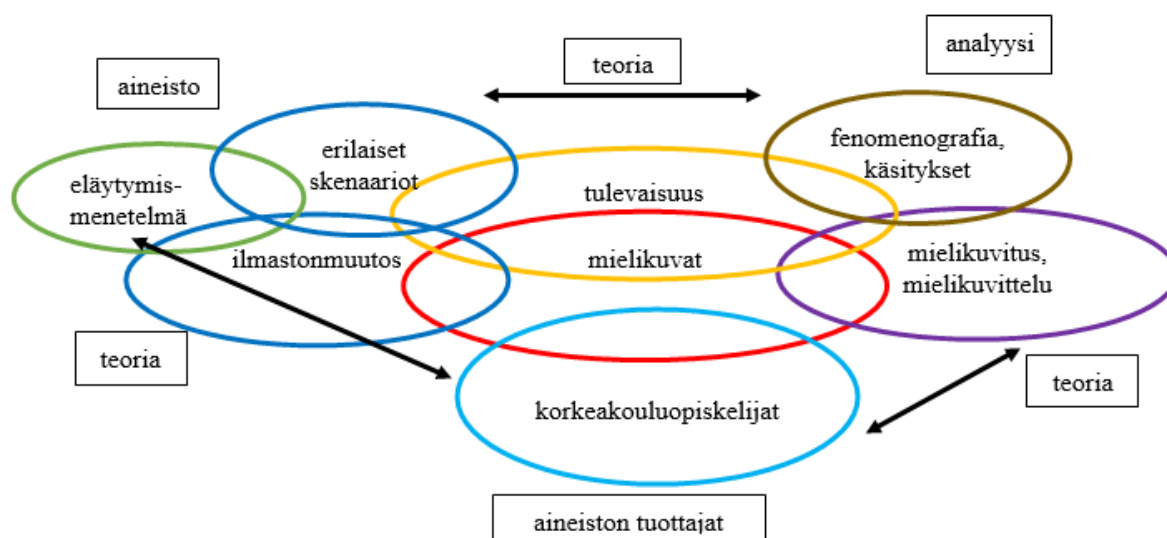 analyysi
teoria
aineisto
erilaiset
skenaariot
fenomenografia,
käsitykset
eläytymis-
menetelmä
tulevaisuus
ilmastonmuutos
mielikuvat
mielikuvitus,
mielikuvittelu
teoria
teoria
korkeakouluopiskelijat
aineiston tuottajat